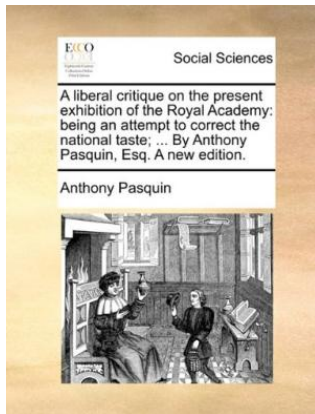 ECCO
Social Sciences
A liberal critique on the present
exhibition of the Royal Academy:
being an attempt to correct the
national taste; ... By Anthony
Pasquin, Esq. A new edition.
Anthony Pasquin